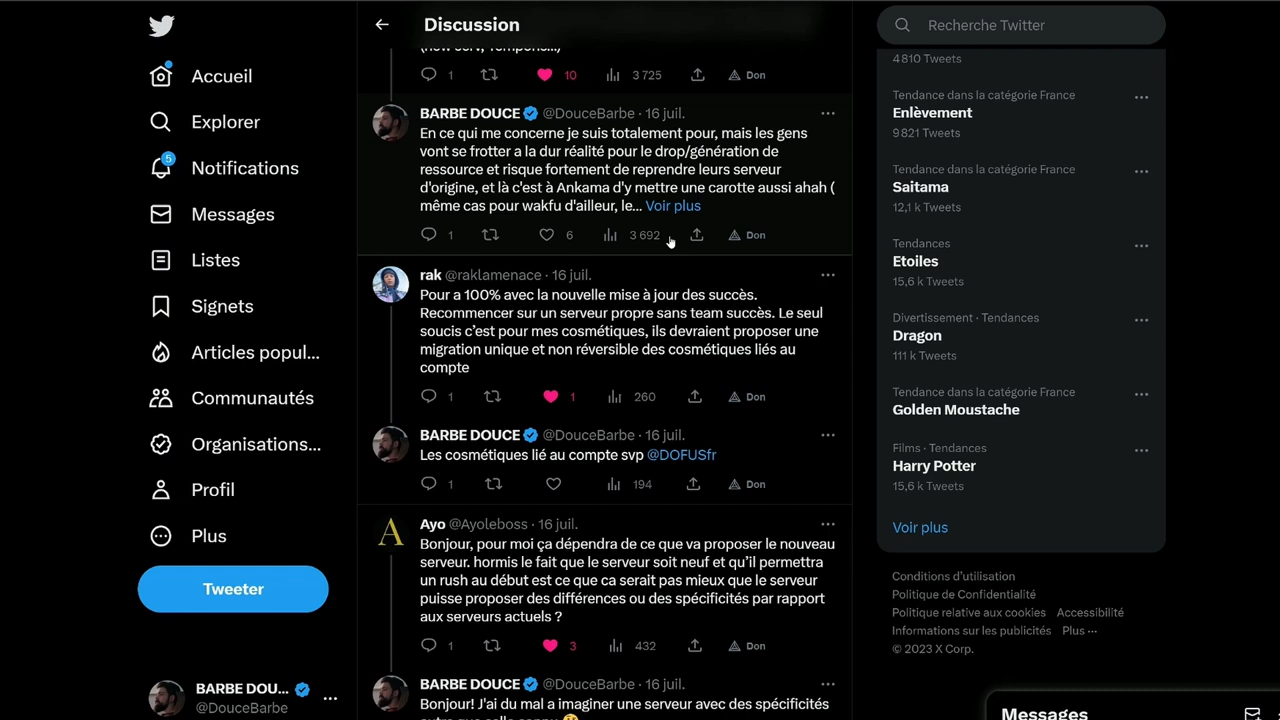 Accueil
Explorer
5
Notifications
Messages
Listes
Signets
Articles popul...
Communautés
Organisations...
Profil
Plus
Tweeter
BARBE DOU...
@DouceBarbe
Discussion
1
10
3 725
Don
BARBE DOUCE @DouceBarbe · 16 juil.
En ce qui me concerne je suis totalement pour, mais les gens
vont se frotter a la dur réalité pour le drop/génération de
ressource et risque fortement de reprendre leurs serveur
d'origine, et là c'est à Ankama d'y mettre une carotte aussi ahah (
même cas pour wakfu d'ailleur, le... Voir plus
1
6
3 692
Don
rak @raklamenace · 16 juil.
Pour a 100% avec la nouvelle mise à jour des succès.
Recommencer sur un serveur propre sans team succès. Le seul
soucis c’est pour mes cosmétiques, ils devraient proposer une
migration unique et non réversible des cosmétiques liés au
compte
1
1
260
Don
BARBE DOUCE @DouceBarbe · 16 juil.
Les cosmétiques lié au compte svp @DOFUSfr
1
194
Don
A
Ayo @Ayoleboss · 16 juil.
Bonjour, pour moi ça dépendra de ce que va proposer le nouveau
serveur. hormis le fait que le serveur soit neuf et qu’il permettra
un rush au début est ce que ca serait pas mieux que le serveur
puisse proposer des différences ou des spécificités par rapport
aux serveurs actuels ?
1
3
432
Don
BARBE DOUCE @DouceBarbe · 16 juil.
Bonjour! J'ai du mal a imaginer une serveur avec des spécificités
Recherche Twitter
4 810 Tweets
Tendance dans la catégorie France
Enlèvement
9 821 Tweets
Tendance dans la catégorie France
Saitama
12,1 k Tweets
Tendances
Etoiles
15,6 k Tweets
Divertissement · Tendances
Dragon
111 k Tweets
Tendance dans la catégorie France
Golden Moustache
Films · Tendances
Harry Potter
15,6 k Tweets
Voir plus
Conditions d’utilisation
Politique de Confidentialité
Politique relative aux cookies Accessibilité
Informations sur les publicités Plus ···
© 2023 X Corp.
Messages